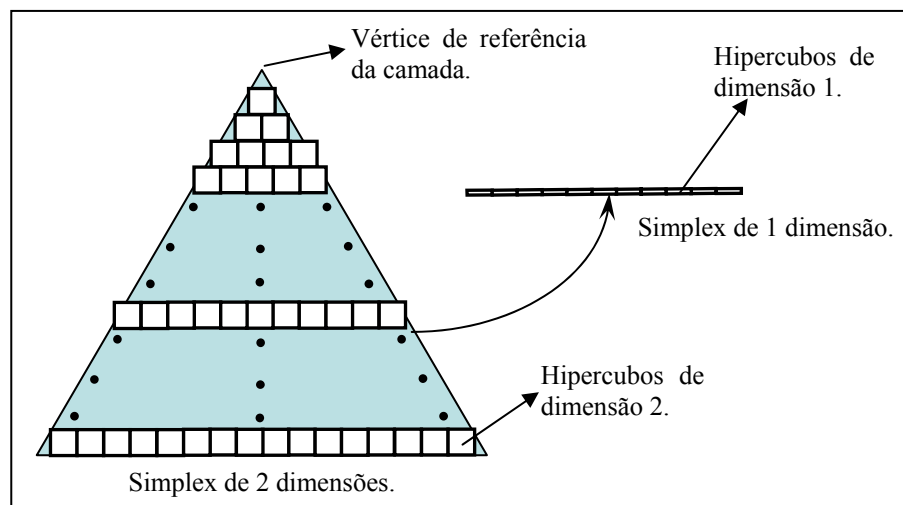 Vértice de referência
da camada.
Hipercubos de
dimensão 1.
Simplex de 1 dimensão.
Hipercubos de
dimensão 2.
Simplex de 2 dimensões.